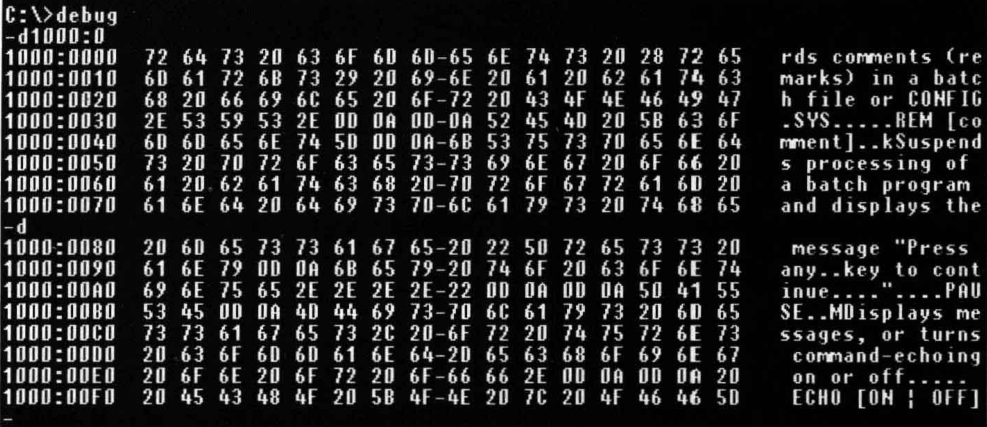 C:\>debug
-d1000:0
1000:0000 72 64 73 20 63 6F 6D 6D-65 6E 74 73 20 28 72 65 rds comments (re
1000:0010 6D 61 72 6B 73 29 20 69-6E 20 61 20 62 61 74 63 marks) in a batc
1000:0020 68 20 66 69 6C 65 20 6F-72 20 43 4F 4E 46 49 47 h file or CONFIG
1000:0030 2E 53 59 53 2E 0D 0A 0D-0A 52 45 4D 20 5B 63 6F .SYS.....REM [co
1000:0040 6D 6D 65 6E 74 5D 0D 0A-6B 53 75 73 70 65 6E 64 mment]..kSuspend
1000:0050 73 20 70 72 6F 63 65 73-73 69 6E 67 20 6F 66 20 s processing of
1000:0060 61 20 62 61 74 63 68 20-70 72 6F 67 72 61 6D 20 a batch program
1000:0070 61 6E 64 20 64 69 73 70-6C 61 79 73 20 74 68 65 and displays the
-d
1000:0080 20 6D 65 73 73 61 67 65-20 22 50 72 65 73 73 20 message "Press
1000:0090 61 6E 79 0D 0A 6B 65 79-20 74 6F 20 63 6F 6E 74 any..key to cont
1000:00A0 69 6E 75 65 2E 2E 2E 2E-22 0D 0A 0D 0A 50 41 55 inue...."....PAU
1000:00B0 53 45 0D 0A 4D 44 69 73-70 6C 61 79 73 20 6D 65 SE..MDisplays me
1000:00C0 73 73 61 67 65 73 2C 20-6F 72 20 74 75 72 6E 73 ssages, or turns
1000:00D0 20 63 6F 6D 6D 61 6E 64-2D 65 63 68 6F 69 6E 67 command-echoing
1000:00E0 20 6F 6E 20 6F 72 20 6F-66 66 2E 0D 0A 0D 0A 20 on or off.....
1000:00F0 20 45 43 48 4F 20 5B 4F-4E 20 7C 20 4F 46 46 5D ECHO [ON ¦ OFF]
-